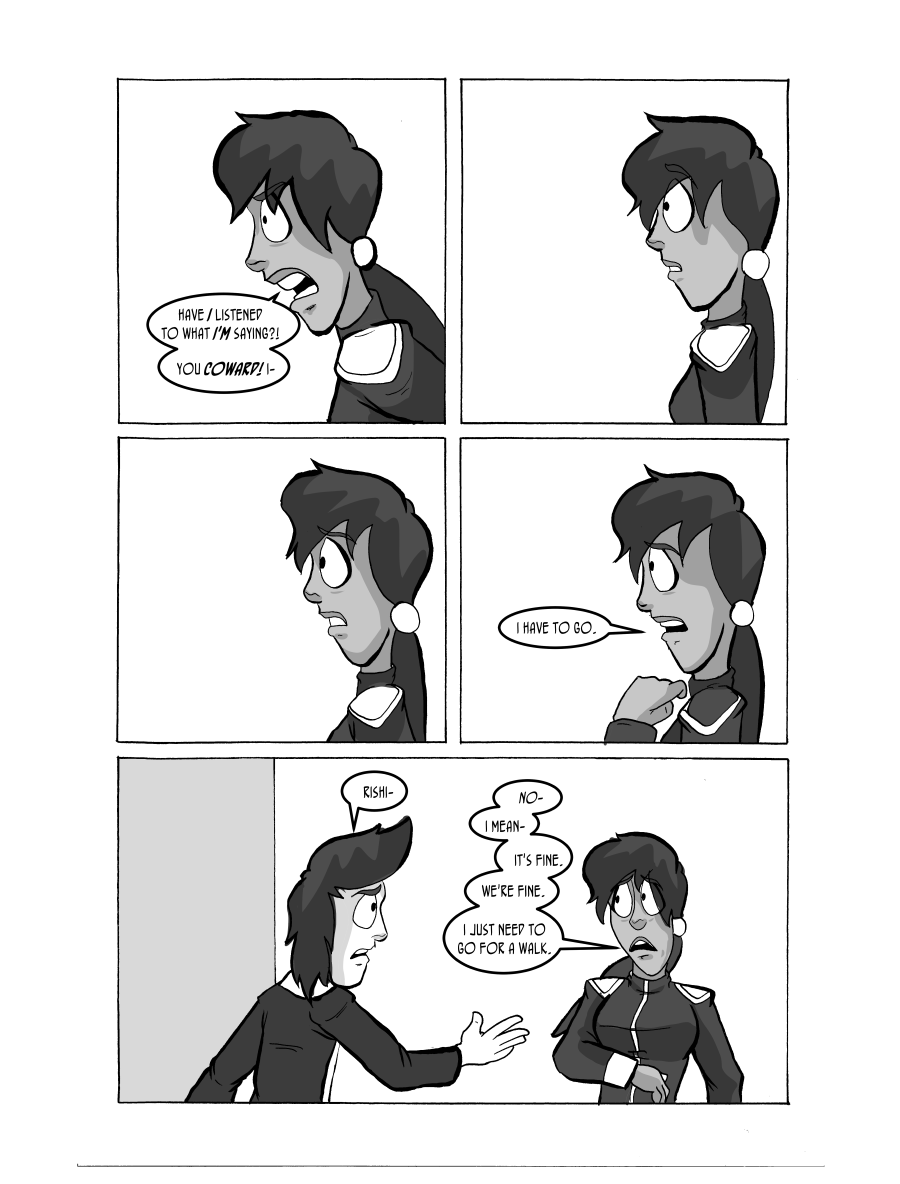 HAVE I LISTENED
TO WHAT I'M SAYING?!
YOU COWARD! I-
I HAVE TO GO.
RISHI-
NO-
I MEAN-
IT'S FINE.
WE'RE FINE.
I JUST NEED TO
GO FOR A WALK.